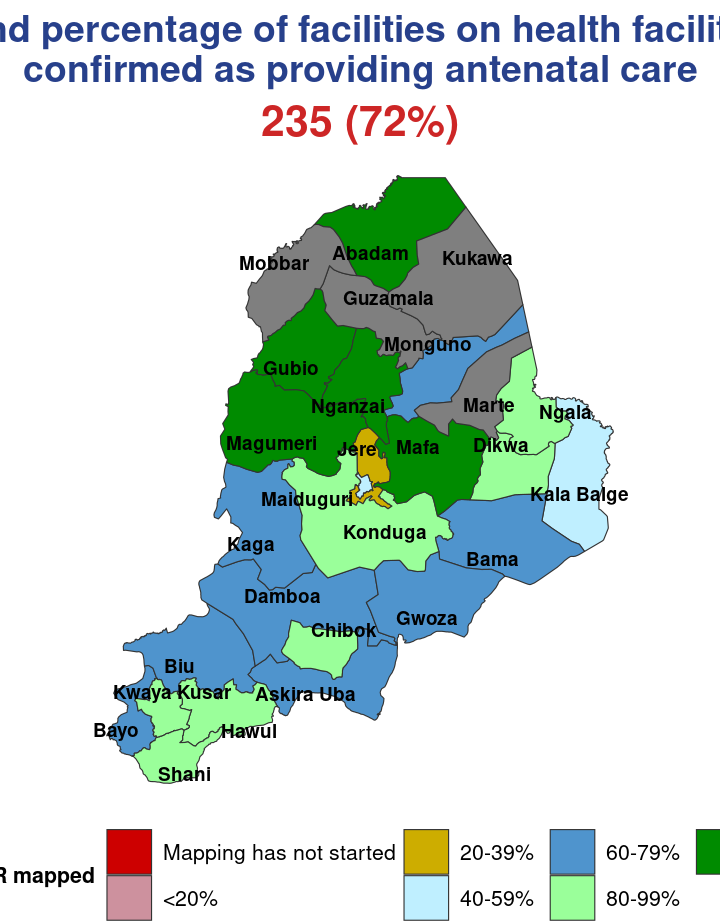 nd percentage of facilities on health facilit
confirmed as providing antenatal care
235 (72%)
Abadam
Kukawa
Mobbar
Guzamala
Monguno
Gubio
Nganzai
Marte
Ngala
Magumeri
Jere
Mafa
Dikwa
Maiduguri
Kala Balge
Konduga
Kaga
Bama
Damboa
Gwoza
Chibok
Biu
Kwaya Kusar
Askira Uba
Bayo
Hawul
Shani
R mapped
Mapping has not started
<20%
20-39%
40-59%
60-79%
80-99%